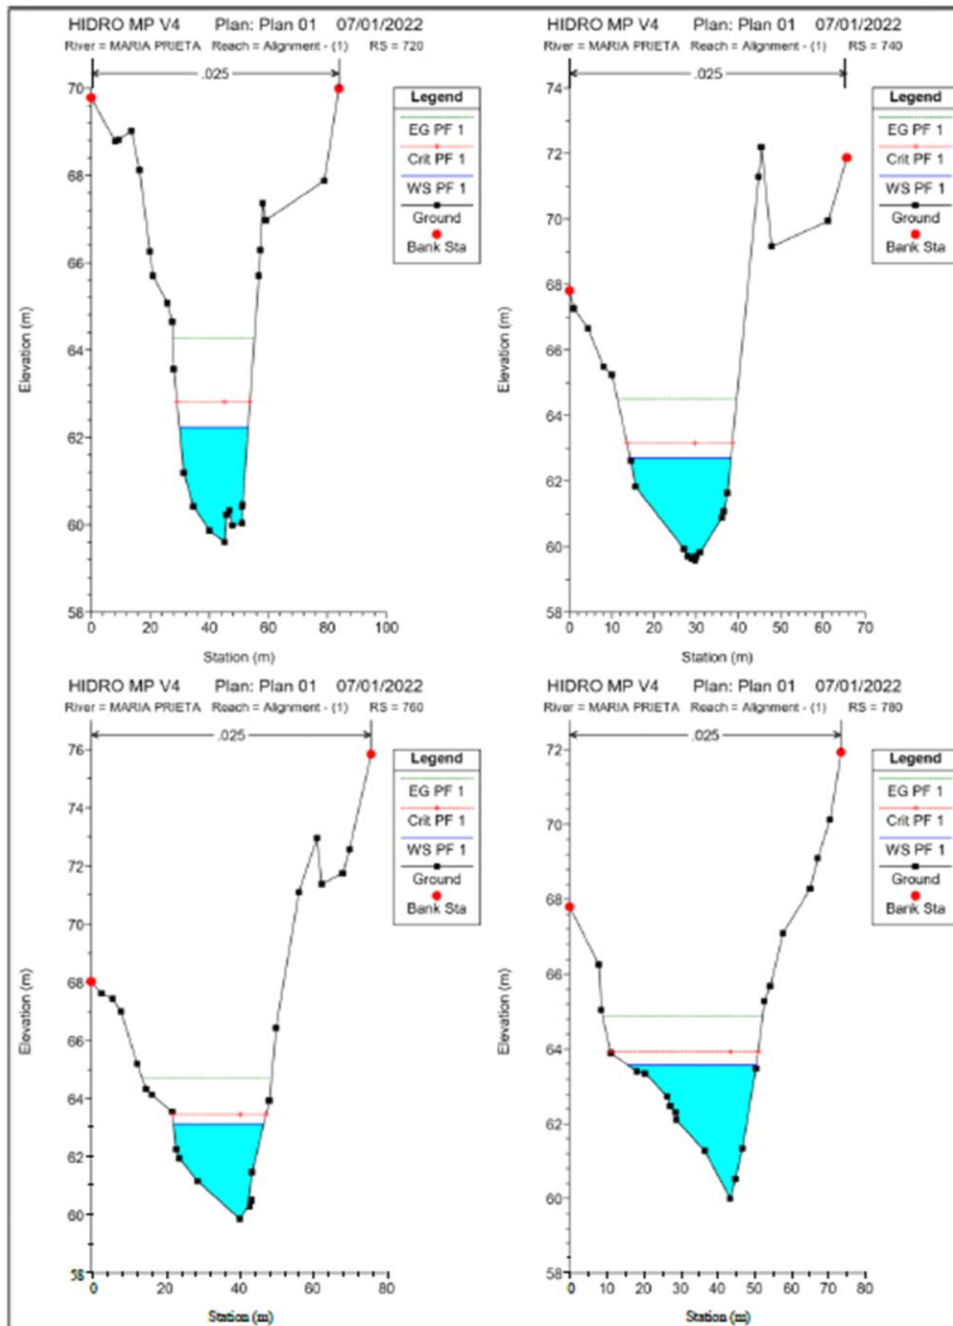 HIDRO MP V4 Plan: Plan 01 07/01/2022
River = MARIA PRIETA Reach = Alignment - (1) RS = 720
.025
Legend
EG PF 1
Crit PF 1
WS PF 1
Ground
Bank Sta
Elevation (m)
70
68
66
64
62
60
58
0 20 40 60 80 100
Station (m)
HIDRO MP V4 Plan: Plan 01 07/01/2022
River = MARIA PRIETA Reach = Alignment - (1) RS = 740
.025
Legend
EG PF 1
Crit PF 1
WS PF 1
Ground
Bank Sta
Elevation (m)
74
72
70
68
66
64
62
60
58
0 10 20 30 40 50 60 70
Station (m)
HIDRO MP V4 Plan: Plan 01 07/01/2022
River = MARIA PRIETA Reach = Alignment - (1) RS = 760
.025
Legend
EG PF 1
Crit PF 1
WS PF 1
Ground
Bank Sta
Elevation (m)
76
74
72
70
68
66
64
62
60
58
0 20 40 60 80
Station (m)
HIDRO MP V4 Plan: Plan 01 07/01/2022
River = MARIA PRIETA Reach = Alignment - (1) RS = 780
.025
Legend
EG PF 1
Crit PF 1
WS PF 1
Ground
Bank Sta
Elevation (m)
72
70
68
66
64
62
60
58
0 10 20 30 40 50 60 70 80
Station (m)